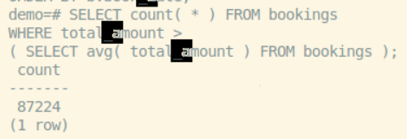 demo=# SELECT count( * ) FROM bookings
WHERE total_amount >
( SELECT avg( total_amount ) FROM bookings );
count
-------
87224
(1 row)